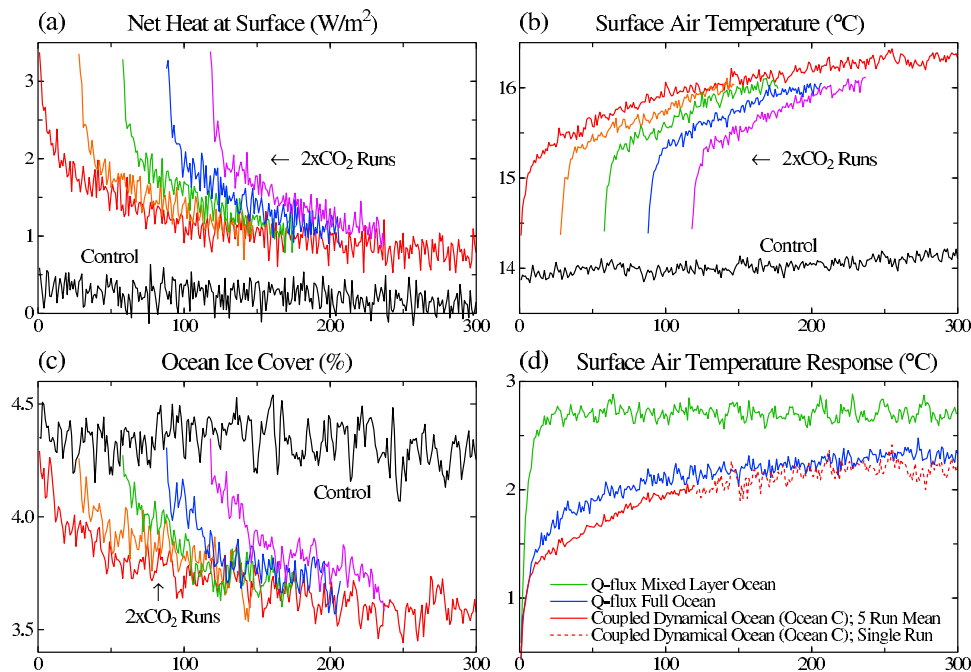 (a) Net Heat at Surface (W/m²)
3
2
1
0
← 2xCO₂ Runs
Control
0 100 200 300
(b) Surface Air Temperature (°C)
16
15
14
← 2xCO₂ Runs
Control
0 100 200 300
(c) Ocean Ice Cover (%)
4.5
4.0
3.5
Control
↑
2xCO₂ Runs
0 100 200 300
(d) Surface Air Temperature Response (°C)
3
2
1
Q-flux Mixed Layer Ocean
Q-flux Full Ocean
Coupled Dynamical Ocean (Ocean C); 5 Run Mean
Coupled Dynamical Ocean (Ocean C); Single Run
0 100 200 300